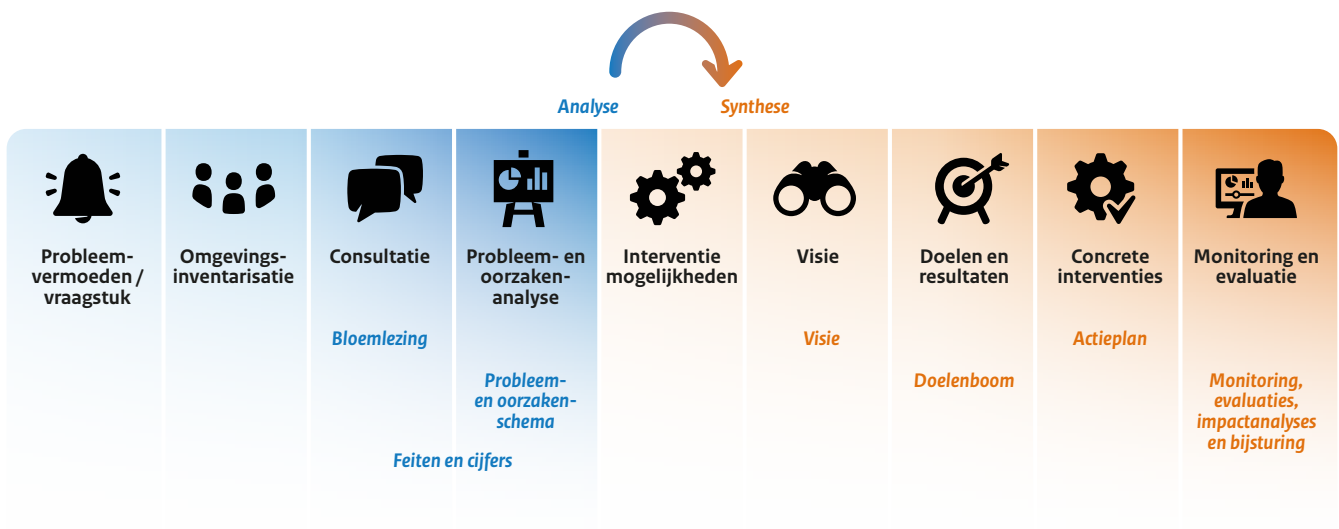 Analyse
Synthese
Probleem-
vermoeden /
vraagstuk
Omgevings-
inventarisatie
Consultatie
Probleem- en
oorzaken-
analyse
Interventie
mogelijkheden
Visie
Doelen en
resultaten
Concrete
interventies
Monitoring en
evaluatie
Bloemlezing
Visie
Actieplan
Probleem-
en oorzaken-
schema
Doelenboom
Monitoring,
evaluaties,
impactanalyses
en bijsturing
Feiten en cijfers